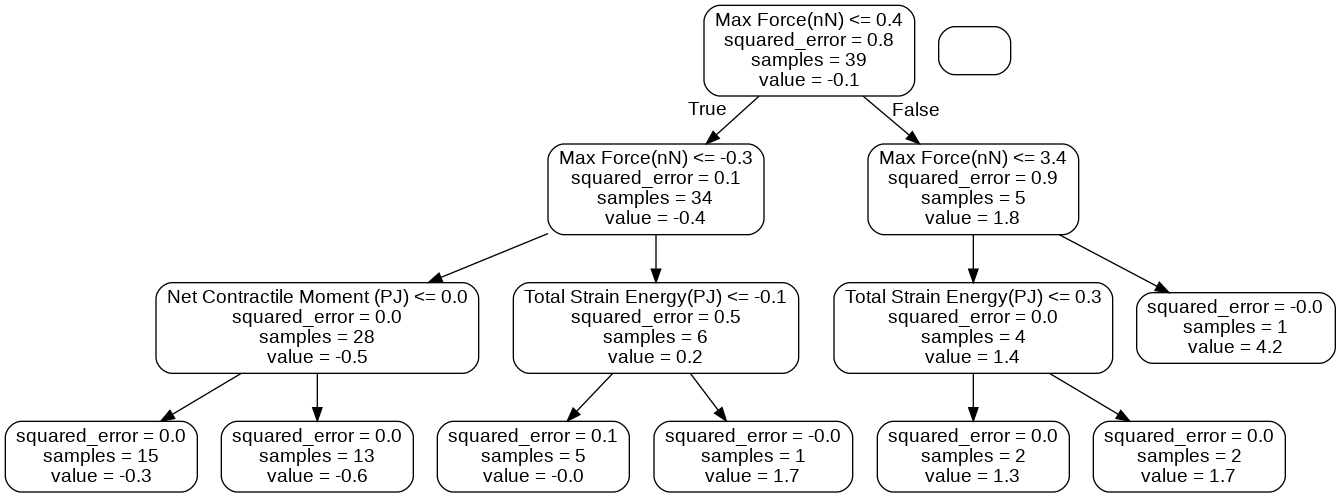 Max Force(nN) <= 0.4
squared_error = 0.8
samples = 39
value = -0.1
True
False
Max Force(nN) <= -0.3
squared_error = 0.1
samples = 34
value = -0.4
Max Force(nN) <= 3.4
squared_error = 0.9
samples = 5
value = 1.8
Net Contractile Moment (PJ) <= 0.0
squared_error = 0.0
samples = 28
value = -0.5
Total Strain Energy(PJ) <= -0.1
squared_error = 0.5
samples = 6
value = 0.2
Total Strain Energy(PJ) <= 0.3
squared_error = 0.0
samples = 4
value = 1.4
squared_error = -0.0
samples = 1
value = 4.2
squared_error = 0.0
samples = 15
value = -0.3
squared_error = 0.0
samples = 13
value = -0.6
squared_error = 0.1
samples = 5
value = -0.0
squared_error = -0.0
samples = 1
value = 1.7
squared_error = 0.0
samples = 2
value = 1.3
squared_error = 0.0
samples = 2
value = 1.7